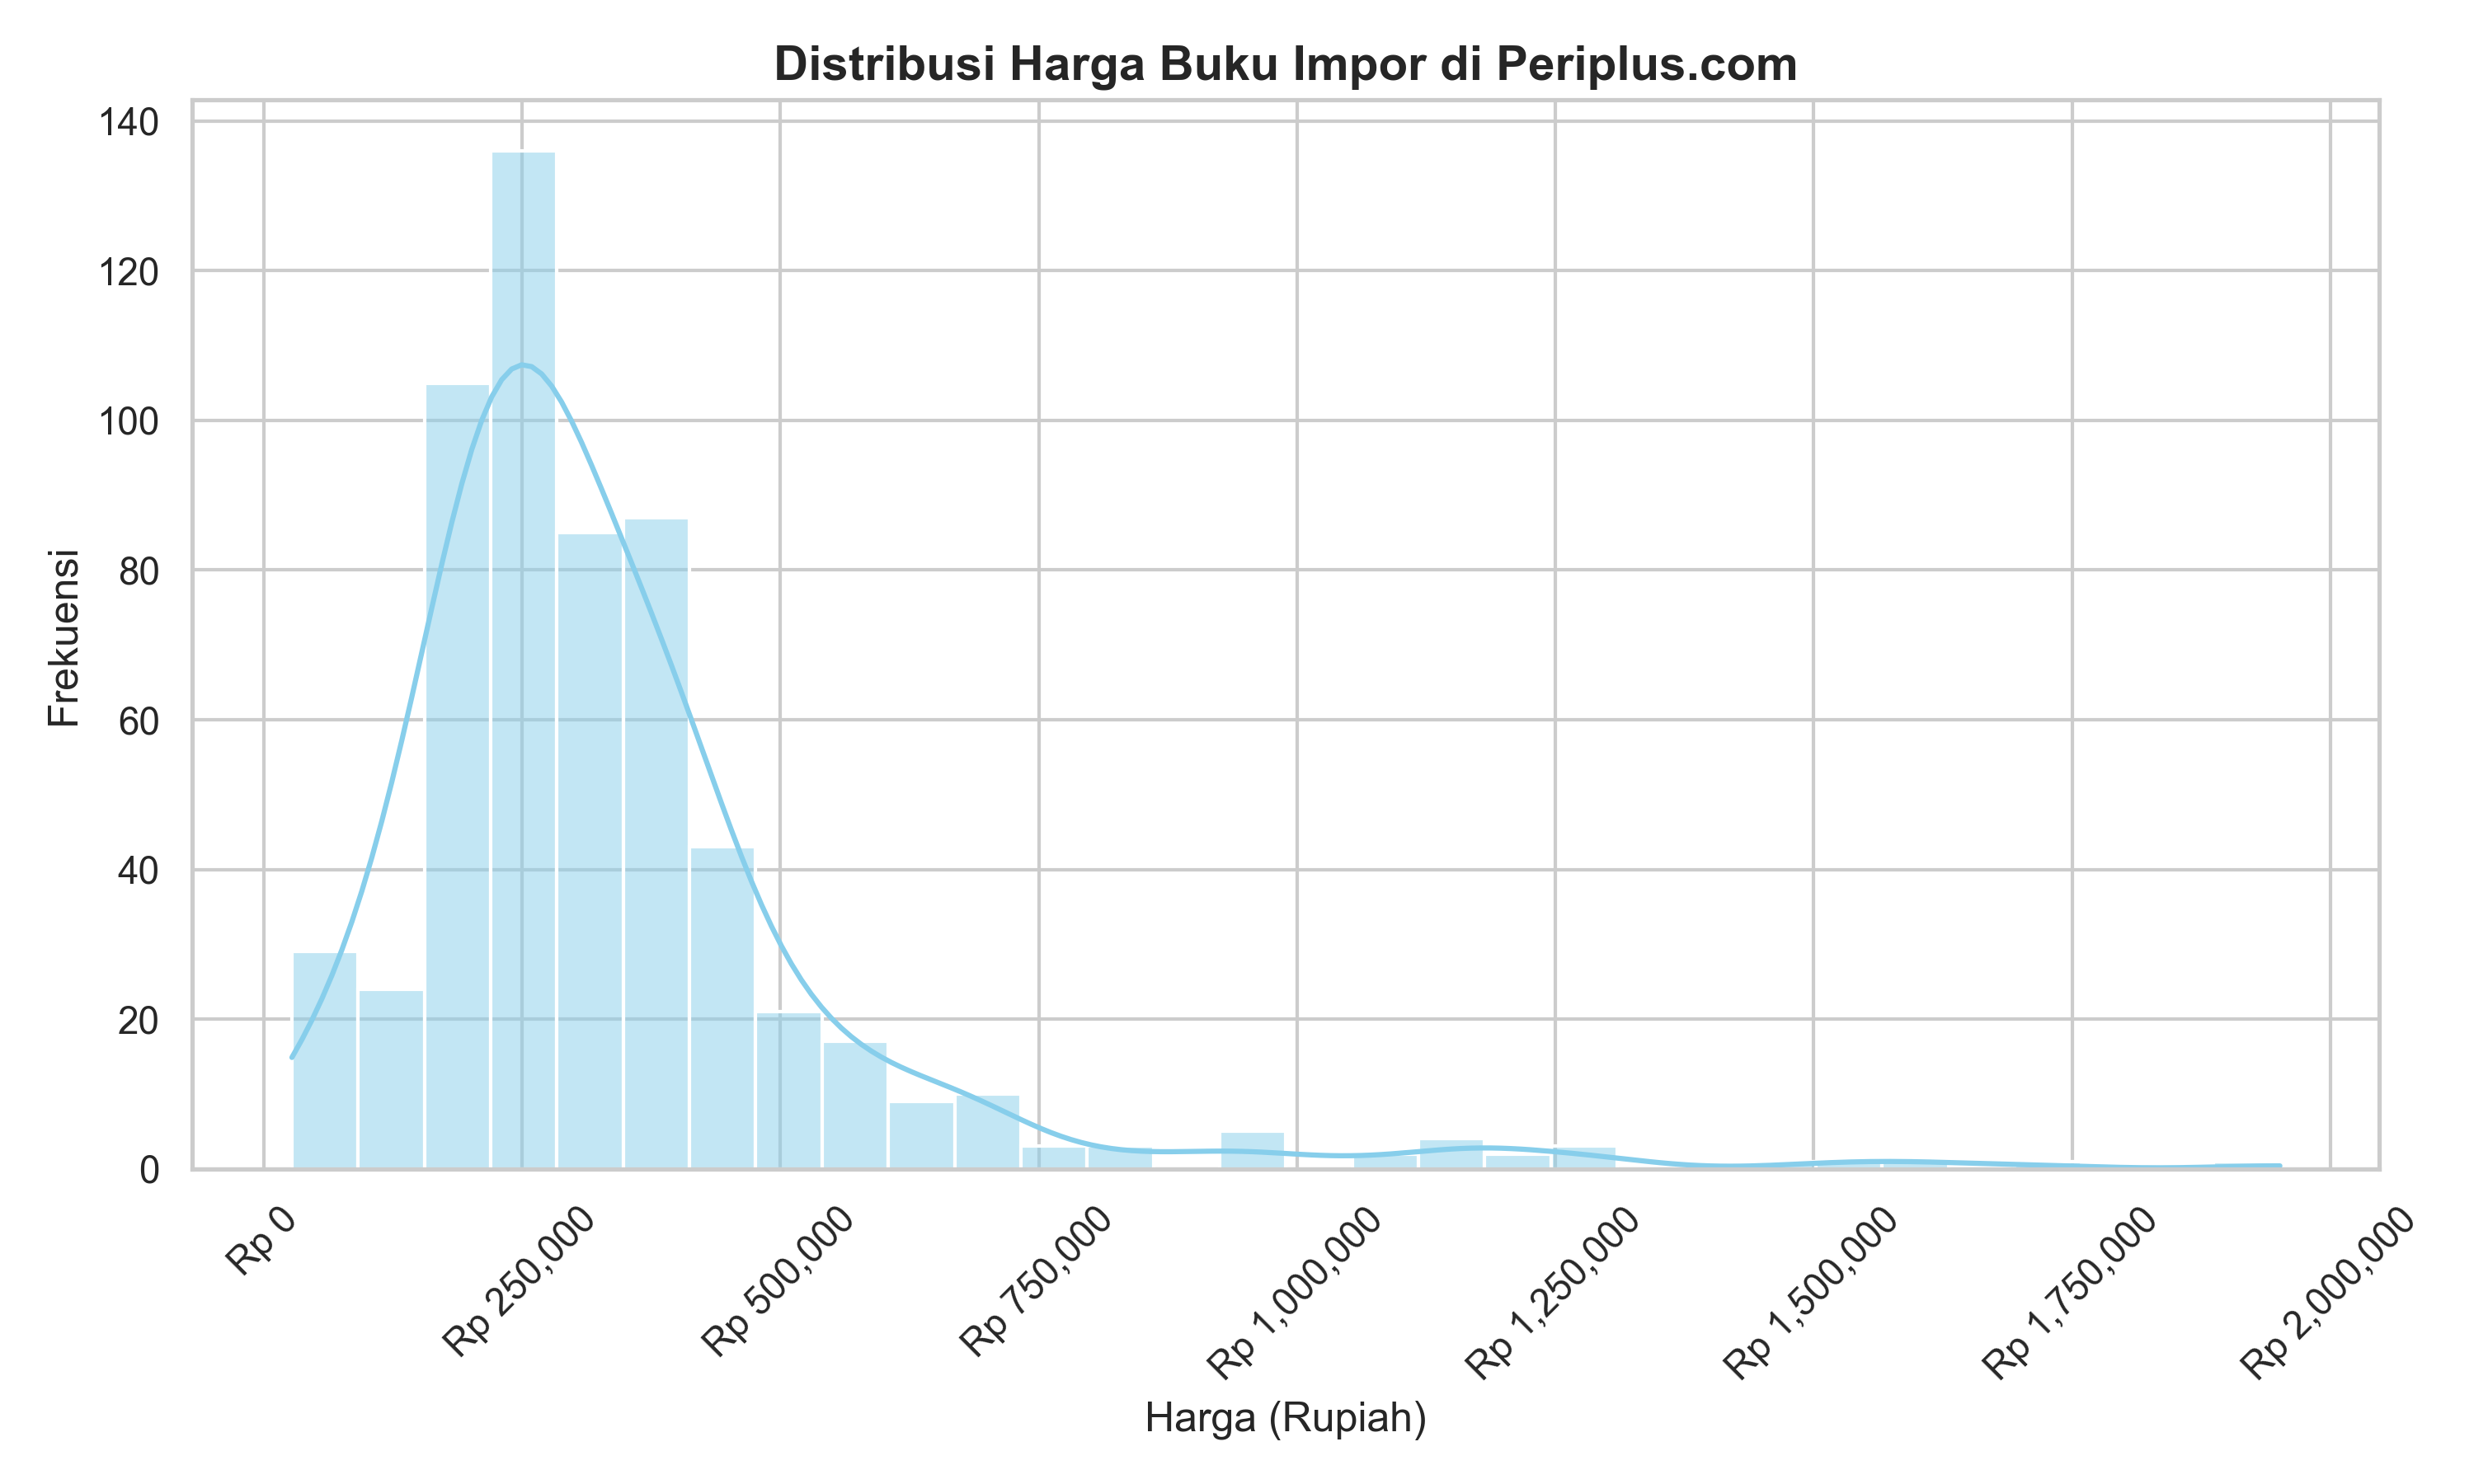 Distribusi Harga Buku Impor di Periplus.com
140
120
100
80
60
40
20
0
Frekuensi
Rp 0
Rp 250,000
Rp 500,000
Rp 750,000
Rp 1,000,000
Rp 1,250,000
Rp 1,500,000
Rp 1,750,000
Rp 2,000,000
Harga (Rupiah)